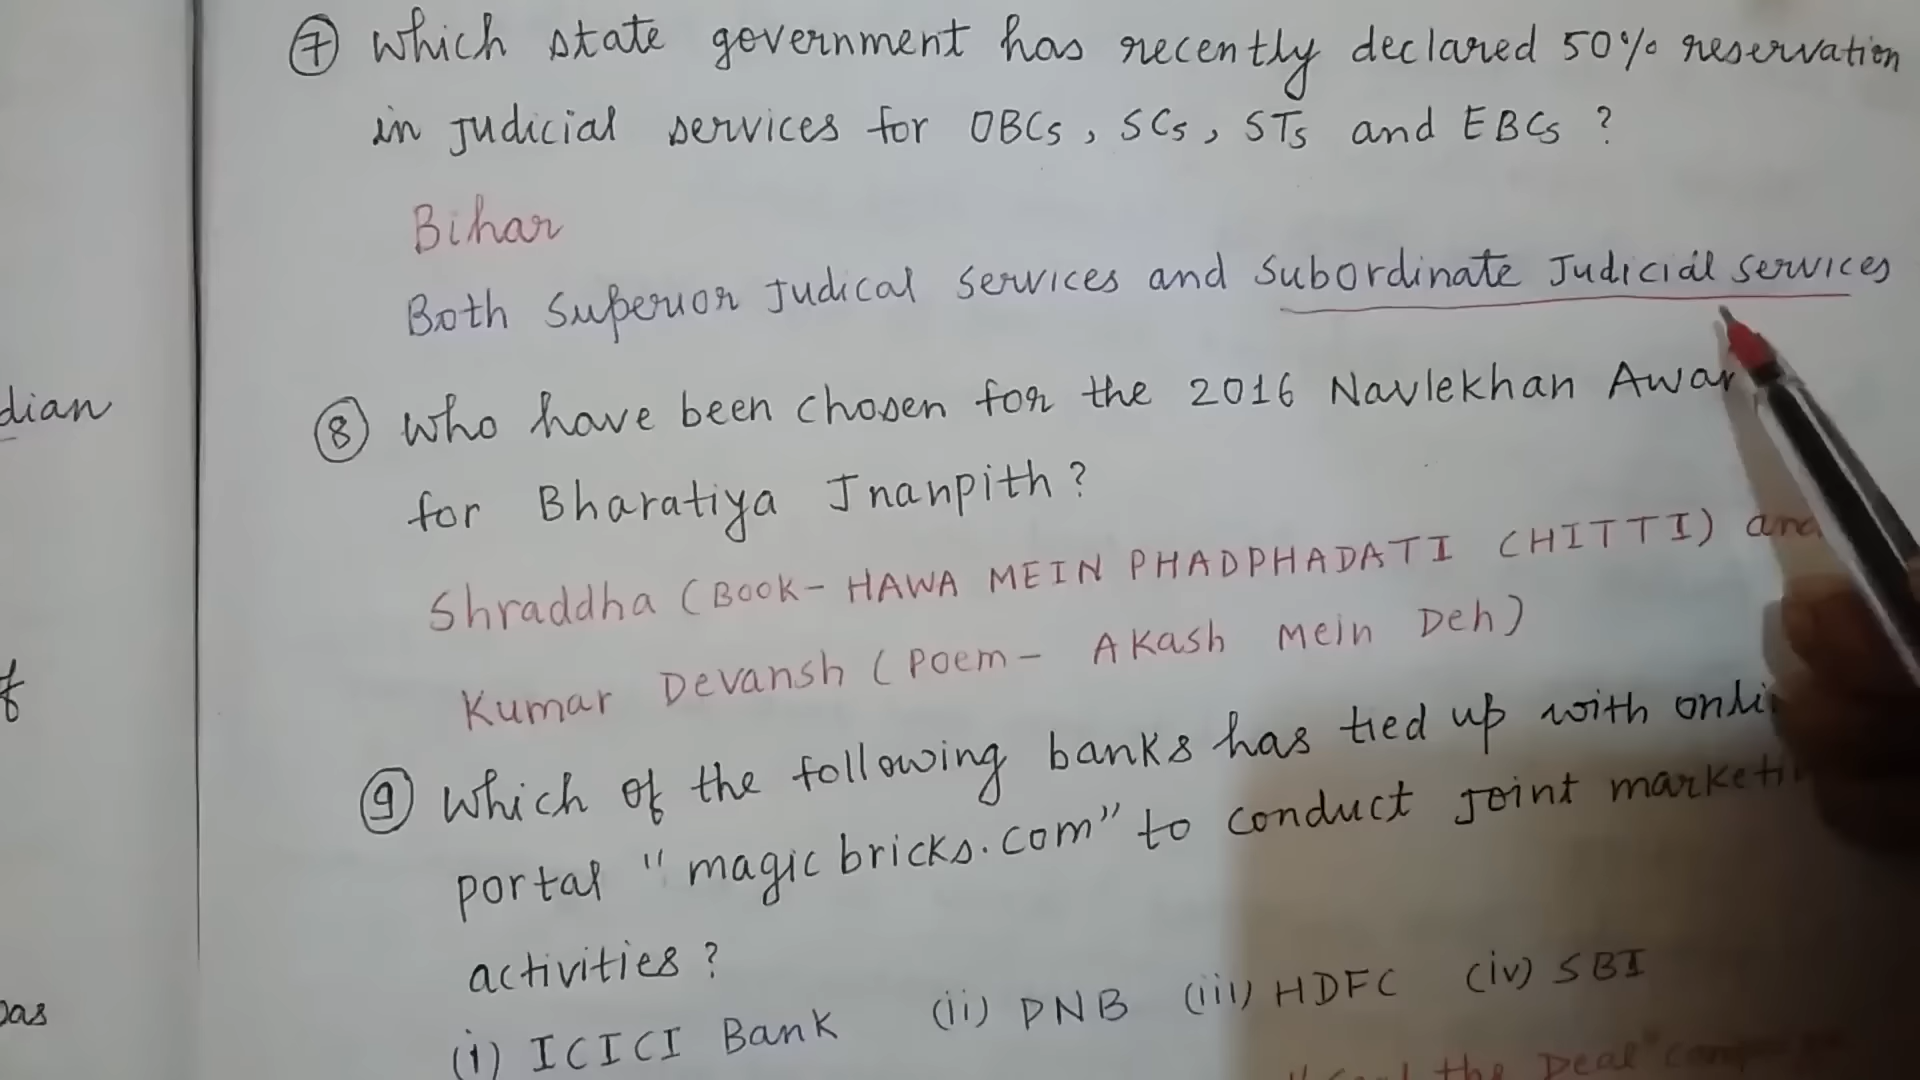 dian
f
pas
7 Which state government has recently declared 50% reservation
in Judicial services for OBCs, SCs, STs and EBCs ?
Bihar
Both Superior Judical Services and Subordinate Judicial services
8 Who have been chosen for the 2016 Navlekhan Awar
for Bharatiya Jnanpith ?
Shraddha (BOOK- HAWA MEIN PHADPHADATI CHITTI) and
Kumar Devansh (Poem- Akash Mein Deh)
9 Which of the following banks has tied up with onli
portal "magicbricks.com" to conduct joint marketi
activities ?
(i) ICICI Bank (ii) PNB (iii) HDFC (iv) SBI
the Deal"